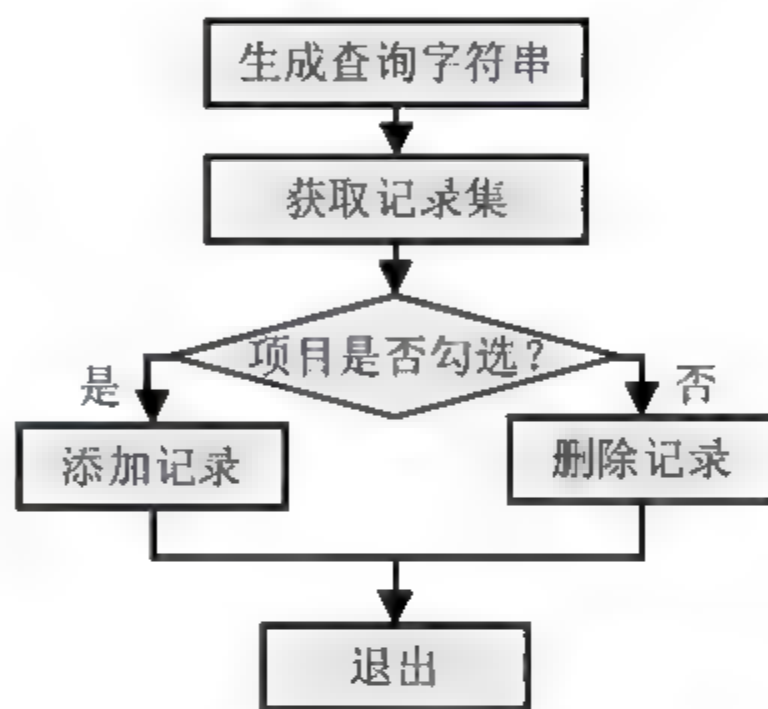 生成查询字符串
获取记录集
项目是否勾选?
是
否
添加记录
删除记录
退出